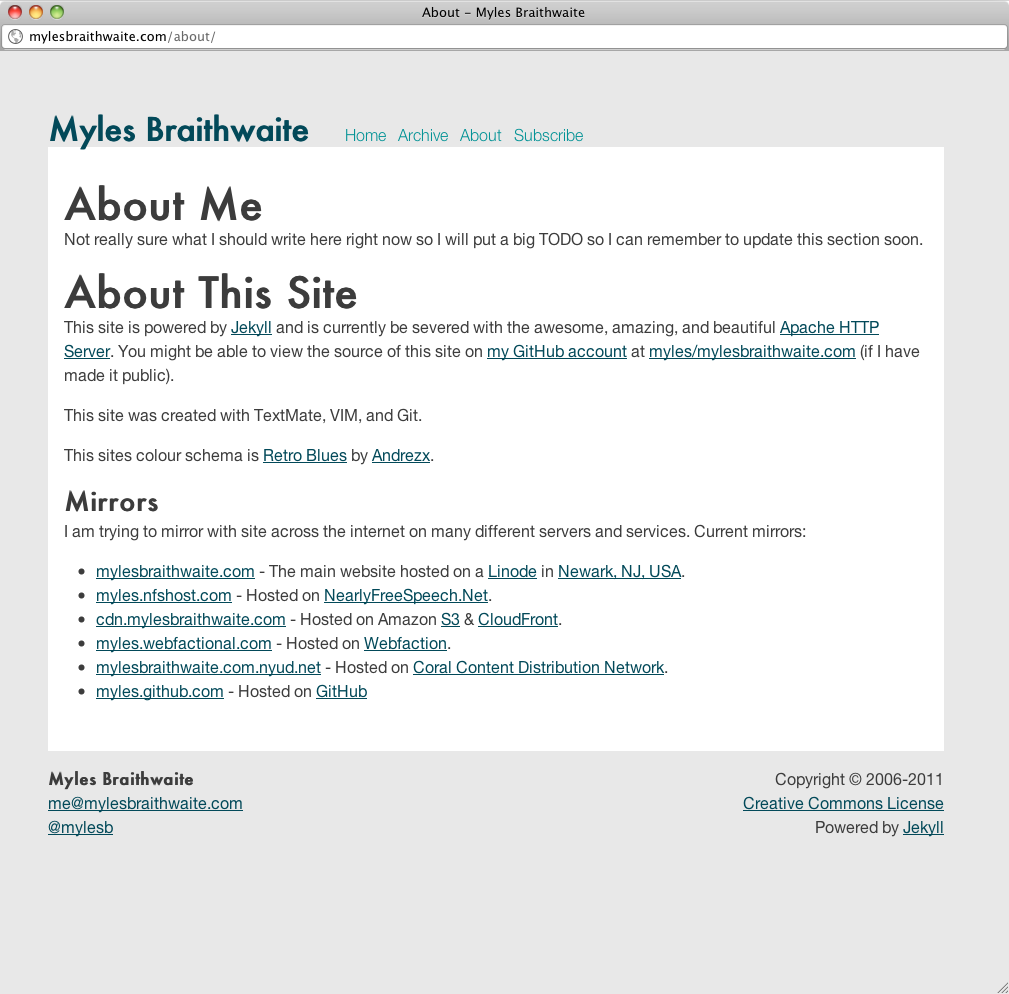 About – Myles Braithwaite
mylesbraithwaite.com/about/
Myles Braithwaite Home Archive About Subscribe
About Me
Not really sure what I should write here right now so I will put a big TODO so I can remember to update this section soon.
About This Site
This site is powered by Jekyll and is currently be severed with the awesome, amazing, and beautiful Apache HTTP
Server. You might be able to view the source of this site on my GitHub account at myles/mylesbraithwaite.com (if I have
made it public).
This site was created with TextMate, VIM, and Git.
This sites colour schema is Retro Blues by Andrezx.
Mirrors
I am trying to mirror with site across the internet on many different servers and services. Current mirrors:
• mylesbraithwaite.com - The main website hosted on a Linode in Newark, NJ, USA.
• myles.nfshost.com - Hosted on NearlyFreeSpeech.Net.
• cdn.mylesbraithwaite.com - Hosted on Amazon S3 & CloudFront.
• myles.webfactional.com - Hosted on Webfaction.
• mylesbraithwaite.com.nyud.net - Hosted on Coral Content Distribution Network.
• myles.github.com - Hosted on GitHub
Myles Braithwaite
me@mylesbraithwaite.com
@mylesb
Copyright © 2006-2011
Creative Commons License
Powered by Jekyll